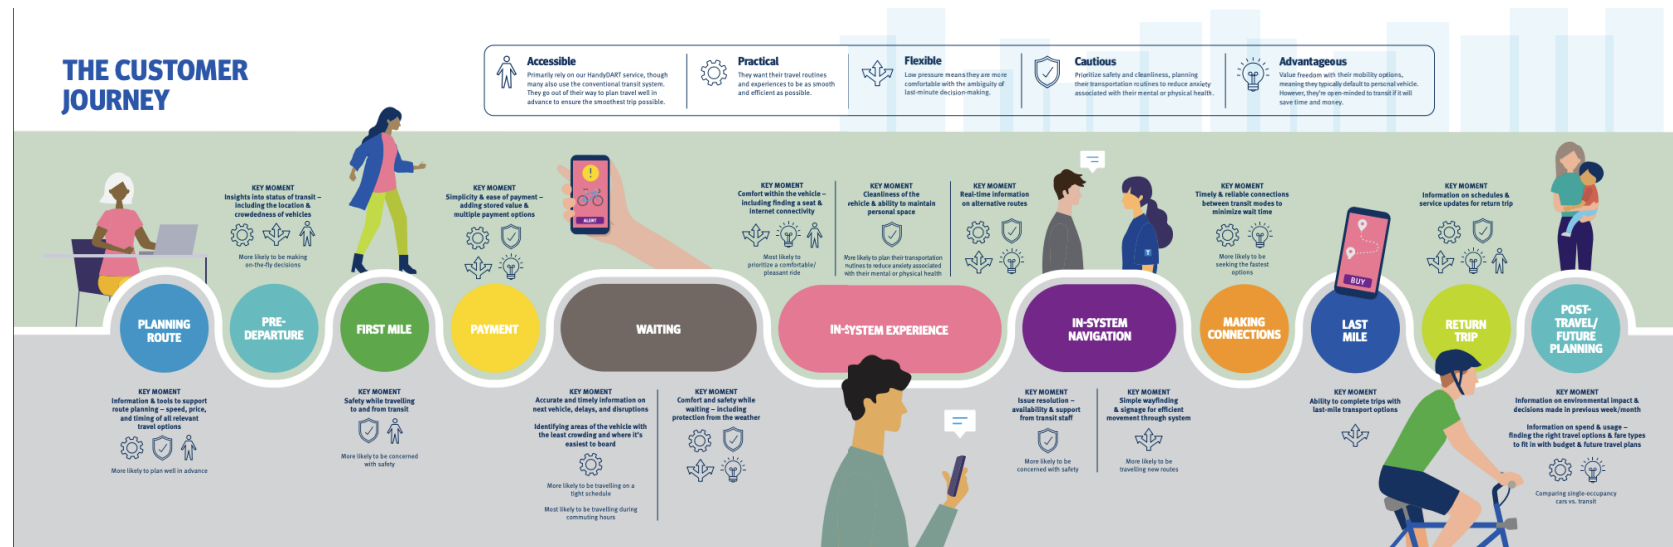 THE CUSTOMER
JOURNEY
Accessible
Primarily rely on our HandyDART service, though
many also use the conventional transit system.
They go out of their way to plan travel well in
advance to ensure the smoothest trip possible.
Practical
They want their travel routines
and experiences to be as smooth
and efficient as possible.
Flexible
Low pressure means they are more
comfortable with the ambiguity of
last-minute decision-making.
Cautious
Prioritize safety and cleanliness, planning
their transportation routines to reduce anxiety
associated with their mental or physical health.
Advantageous
Value freedom with their mobility options,
meaning they typically default to personal vehicle.
However, they're open-minded to transit if it will
save time and money.
KEY MOMENT
Insights into status of transit –
including the location &
crowdedness of vehicles
More likely to be making
on-the-fly decisions
KEY MOMENT
Simplicity & ease of payment –
adding stored value &
multiple payment options
!
ALERT
KEY MOMENT
Comfort within the vehicle –
including finding a seat &
internet connectivity
Most likely to
prioritize a comfortable/
pleasant ride
KEY MOMENT
Cleanliness of the
vehicle & ability to maintain
personal space
More likely to plan their transportation
routines to reduce anxiety associated
with their mental or physical health
KEY MOMENT
Real-time information
on alternative routes
T
KEY MOMENT
Timely & reliable connections
between transit modes to
minimize wait time
More likely to be
seeking the fastest
options
BUY
KEY MOMENT
Information on schedules &
service updates for return trip
PLANNING
ROUTE
PRE-
DEPARTURE
FIRST MILE
PAYMENT
WAITING
IN-SYSTEM EXPERIENCE
IN-SYSTEM
NAVIGATION
MAKING
CONNECTIONS
LAST
MILE
RETURN
TRIP
POST-
TRAVEL/
FUTURE
PLANNING
KEY MOMENT
Information & tools to support
route planning – speed, price,
and timing of all relevant
travel options
More likely to plan well in advance
KEY MOMENT
Safety while travelling
to and from transit
More likely to be concerned
with safety
KEY MOMENT
Accurate and timely information on
next vehicle, delays, and disruptions
Identifying areas of the vehicle with
the least crowding and where it's
easiest to board
More likely to be travelling on a
tight schedule
Most likely to be travelling during
commuting hours
KEY MOMENT
Comfort and safety while
waiting – including
protection from the weather
KEY MOMENT
Issue resolution –
availability & support
from transit staff
More likely to be
concerned with safety
KEY MOMENT
Simple wayfinding
& signage for efficient
movement through system
More likely to be
travelling new routes
KEY MOMENT
Ability to complete trips with
last-mile transport options
KEY MOMENT
Information on environmental impact &
decisions made in previous week/month
Information on spend & usage –
finding the right travel options & fare types
to fit in with budget & future travel plans
Comparing single-occupancy
cars vs. transit